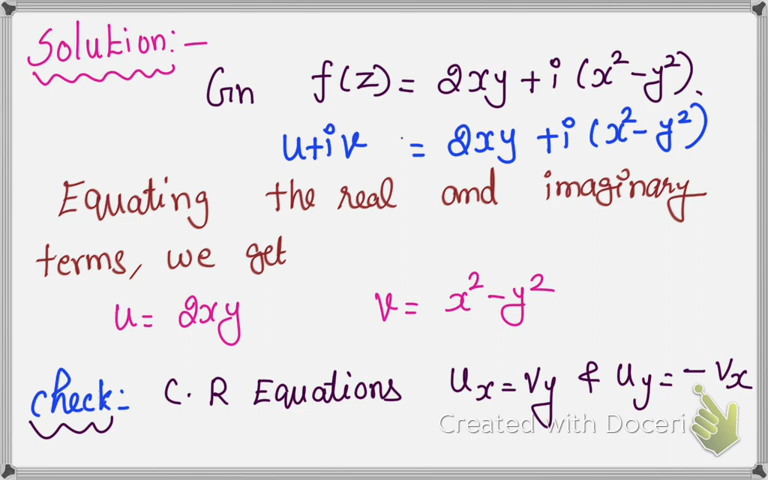 Solution:-
Gn f(z) = 2xy + i (x² - y²).
u+iv = 2xy + i (x² - y²)
Equating the real and imaginary
terms, we get
u = 2xy v = x² - y²
Check:- C.R Equations ux = vy & uy = - vx
Created with Doceri